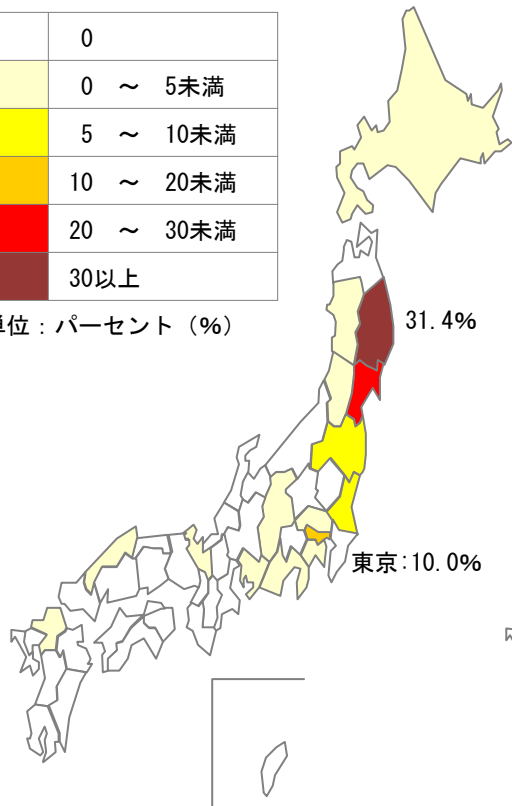 0
0 ～ 5未満
5 ～ 10未満
10 ～ 20未満
20 ～ 30未満
30以上
単位：パーセント（%）
31.4%
東京:10.0%